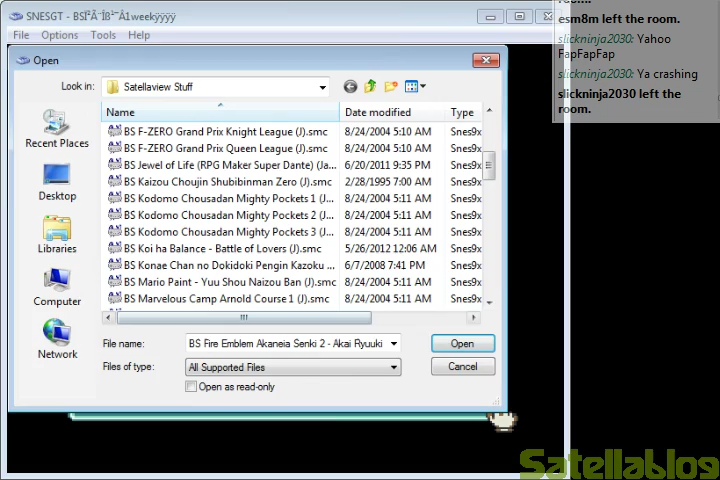 SNESGT - BSÍ²Ã¨Íß¹¬Ã1weekÿÿÿÿ
File Options Tools Help
Open
Look in: Satellaview Stuff
Name Date modified Type
BS F-ZERO Grand Prix Knight League (J).smc 8/24/2004 5:10 AM Snes9x
BS F-ZERO Grand Prix Queen League (J).smc 8/24/2004 5:10 AM Snes9x
BS Jewel of Life (RPG Maker Super Dante) (Ja... 6/20/2011 9:35 PM Snes9x
BS Kaizou Choujin Shubibinman Zero (J).smc 2/28/1995 7:00 AM Snes9x
BS Kodomo Chousadan Mighty Pockets 1 (J... 8/24/2004 5:11 AM Snes9x
BS Kodomo Chousadan Mighty Pockets 2 (J... 8/24/2004 5:11 AM Snes9x
BS Kodomo Chousadan Mighty Pockets 3 (J... 8/24/2004 5:11 AM Snes9x
BS Koi ha Balance - Battle of Lovers (J).smc 5/26/2012 12:06 AM Snes9x
BS Konae Chan no Dokidoki Pengin Kazoku ... 6/7/2008 7:41 PM Snes9x
BS Mario Paint - Yuu Shou Naizou Ban (J).smc 8/24/2004 5:11 AM Snes9x
BS Marvelous Camp Arnold Course 1 (J).smc 8/24/2004 5:11 AM Snes9x
Recent Places
Desktop
Libraries
Computer
Network
File name: BS Fire Emblem Akaneia Senki 2 - Akai Ryuuki Open
Files of type: All Supported Files Cancel
Open as read-only
esm8m left the room.
slickninja2030: Yahoo
FapFapFap
slickninja2030: Ya crashing
slickninja2030 left the
room.
Satellablog